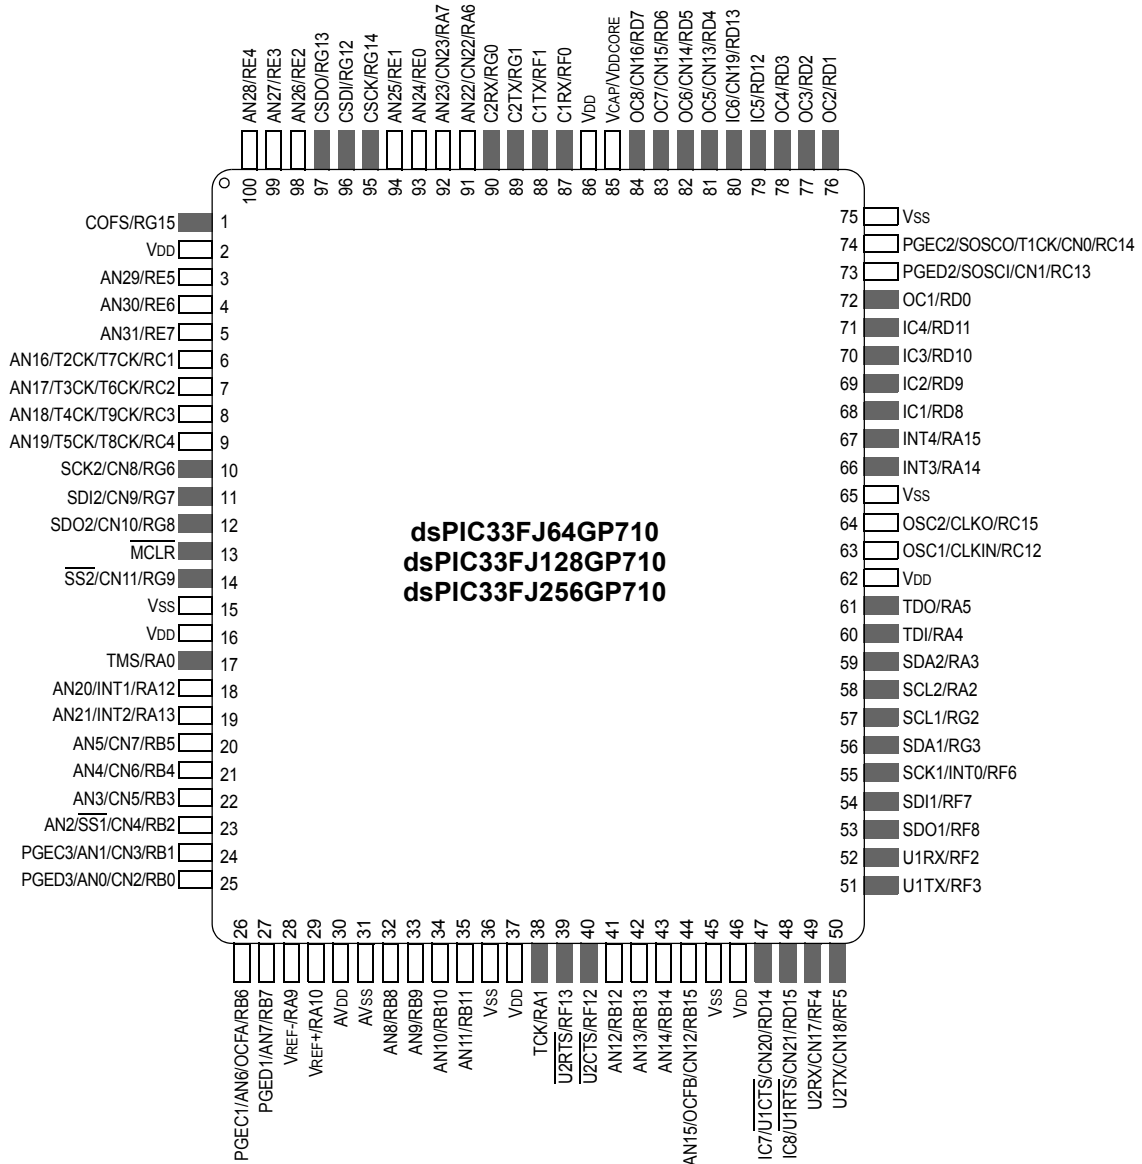 AN28/RE4
AN27/RE3
AN26/RE2
CSDO/RG13
CSDI/RG12
CSCK/RG14
AN25/RE1
AN24/RE0
AN23/CN23/RA7
AN22/CN22/RA6
C2RX/RG0
C2TX/RG1
C1TX/RF1
C1RX/RF0
VDD
VCAP/VDDCORE
OC8/CN16/RD7
OC7/CN15/RD6
OC6/CN14/RD5
OC5/CN13/RD4
IC6/CN19/RD13
IC5/RD12
OC4/RD3
OC3/RD2
OC2/RD1
100
99
98
97
96
95
94
93
92
91
90
89
88
87
86
85
84
83
82
81
80
79
78
77
76
COFS/RG15 1
VDD 2
AN29/RE5 3
AN30/RE6 4
AN31/RE7 5
AN16/T2CK/T7CK/RC1 6
AN17/T3CK/T6CK/RC2 7
AN18/T4CK/T9CK/RC3 8
AN19/T5CK/T8CK/RC4 9
SCK2/CN8/RG6 10
SDI2/CN9/RG7 11
SDO2/CN10/RG8 12
MCLR 13
SS2/CN11/RG9 14
VSS 15
VDD 16
TMS/RA0 17
AN20/INT1/RA12 18
AN21/INT2/RA13 19
AN5/CN7/RB5 20
AN4/CN6/RB4 21
AN3/CN5/RB3 22
AN2/SS1/CN4/RB2 23
PGEC3/AN1/CN3/RB1 24
PGED3/AN0/CN2/RB0 25
dsPIC33FJ64GP710
dsPIC33FJ128GP710
dsPIC33FJ256GP710
75 VSS
74 PGEC2/SOSCO/T1CK/CN0/RC14
73 PGED2/SOSCI/CN1/RC13
72 OC1/RD0
71 IC4/RD11
70 IC3/RD10
69 IC2/RD9
68 IC1/RD8
67 INT4/RA15
66 INT3/RA14
65 VSS
64 OSC2/CLKO/RC15
63 OSC1/CLKIN/RC12
62 VDD
61 TDO/RA5
60 TDI/RA4
59 SDA2/RA3
58 SCL2/RA2
57 SCL1/RG2
56 SDA1/RG3
55 SCK1/INT0/RF6
54 SDI1/RF7
53 SDO1/RF8
52 U1RX/RF2
51 U1TX/RF3
26
27
28
29
30
31
32
33
34
35
36
37
38
39
40
41
42
43
44
45
46
47
48
49
50
PGEC1/AN6/OCFA/RB6
PGED1/AN7/RB7
VREF-/RA9
VREF+/RA10
AVDD
AVSS
AN8/RB8
AN9/RB9
AN10/RB10
AN11/RB11
VSS
VDD
TCK/RA1
U2RTS/RF13
U2CTS/RF12
AN12/RB12
AN13/RB13
AN14/RB14
AN15/OCFB/CN12/RB15
VSS
VDD
IC7/U1CTS/CN20/RD14
IC8/U1RTS/CN21/RD15
U2RX/CN17/RF4
U2TX/CN18/RF5